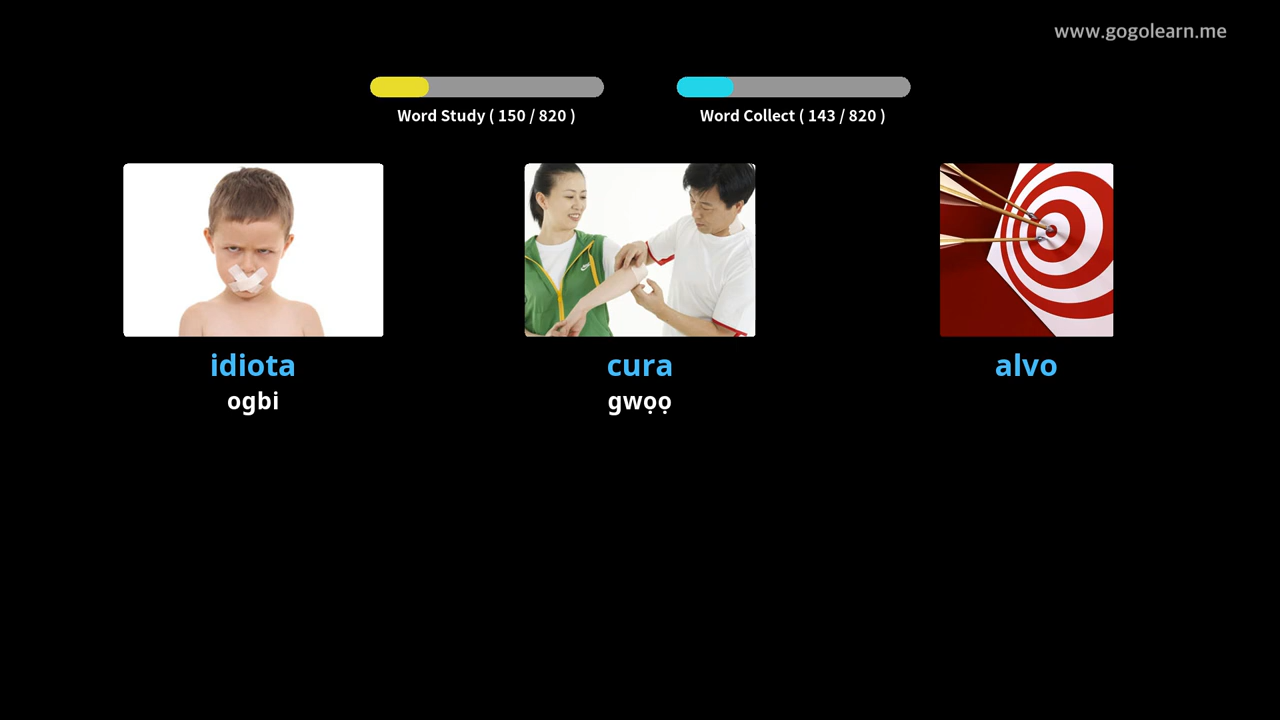 www.gogolearn.me
Word Study ( 150 / 820 )
Word Collect ( 143 / 820 )
idiota
cura
alvo
ogbi
gwọọ